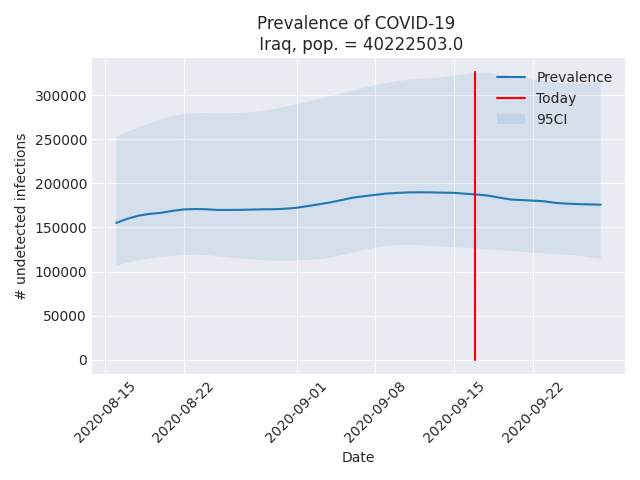 Prevalence of COVID-19
Iraq, pop. = 40222503.0
Prevalence
Today
95CI
# undetected infections
300000
250000
200000
150000
100000
50000
0
2020-08-15
2020-08-22
2020-09-01
2020-09-08
2020-09-15
2020-09-22
Date